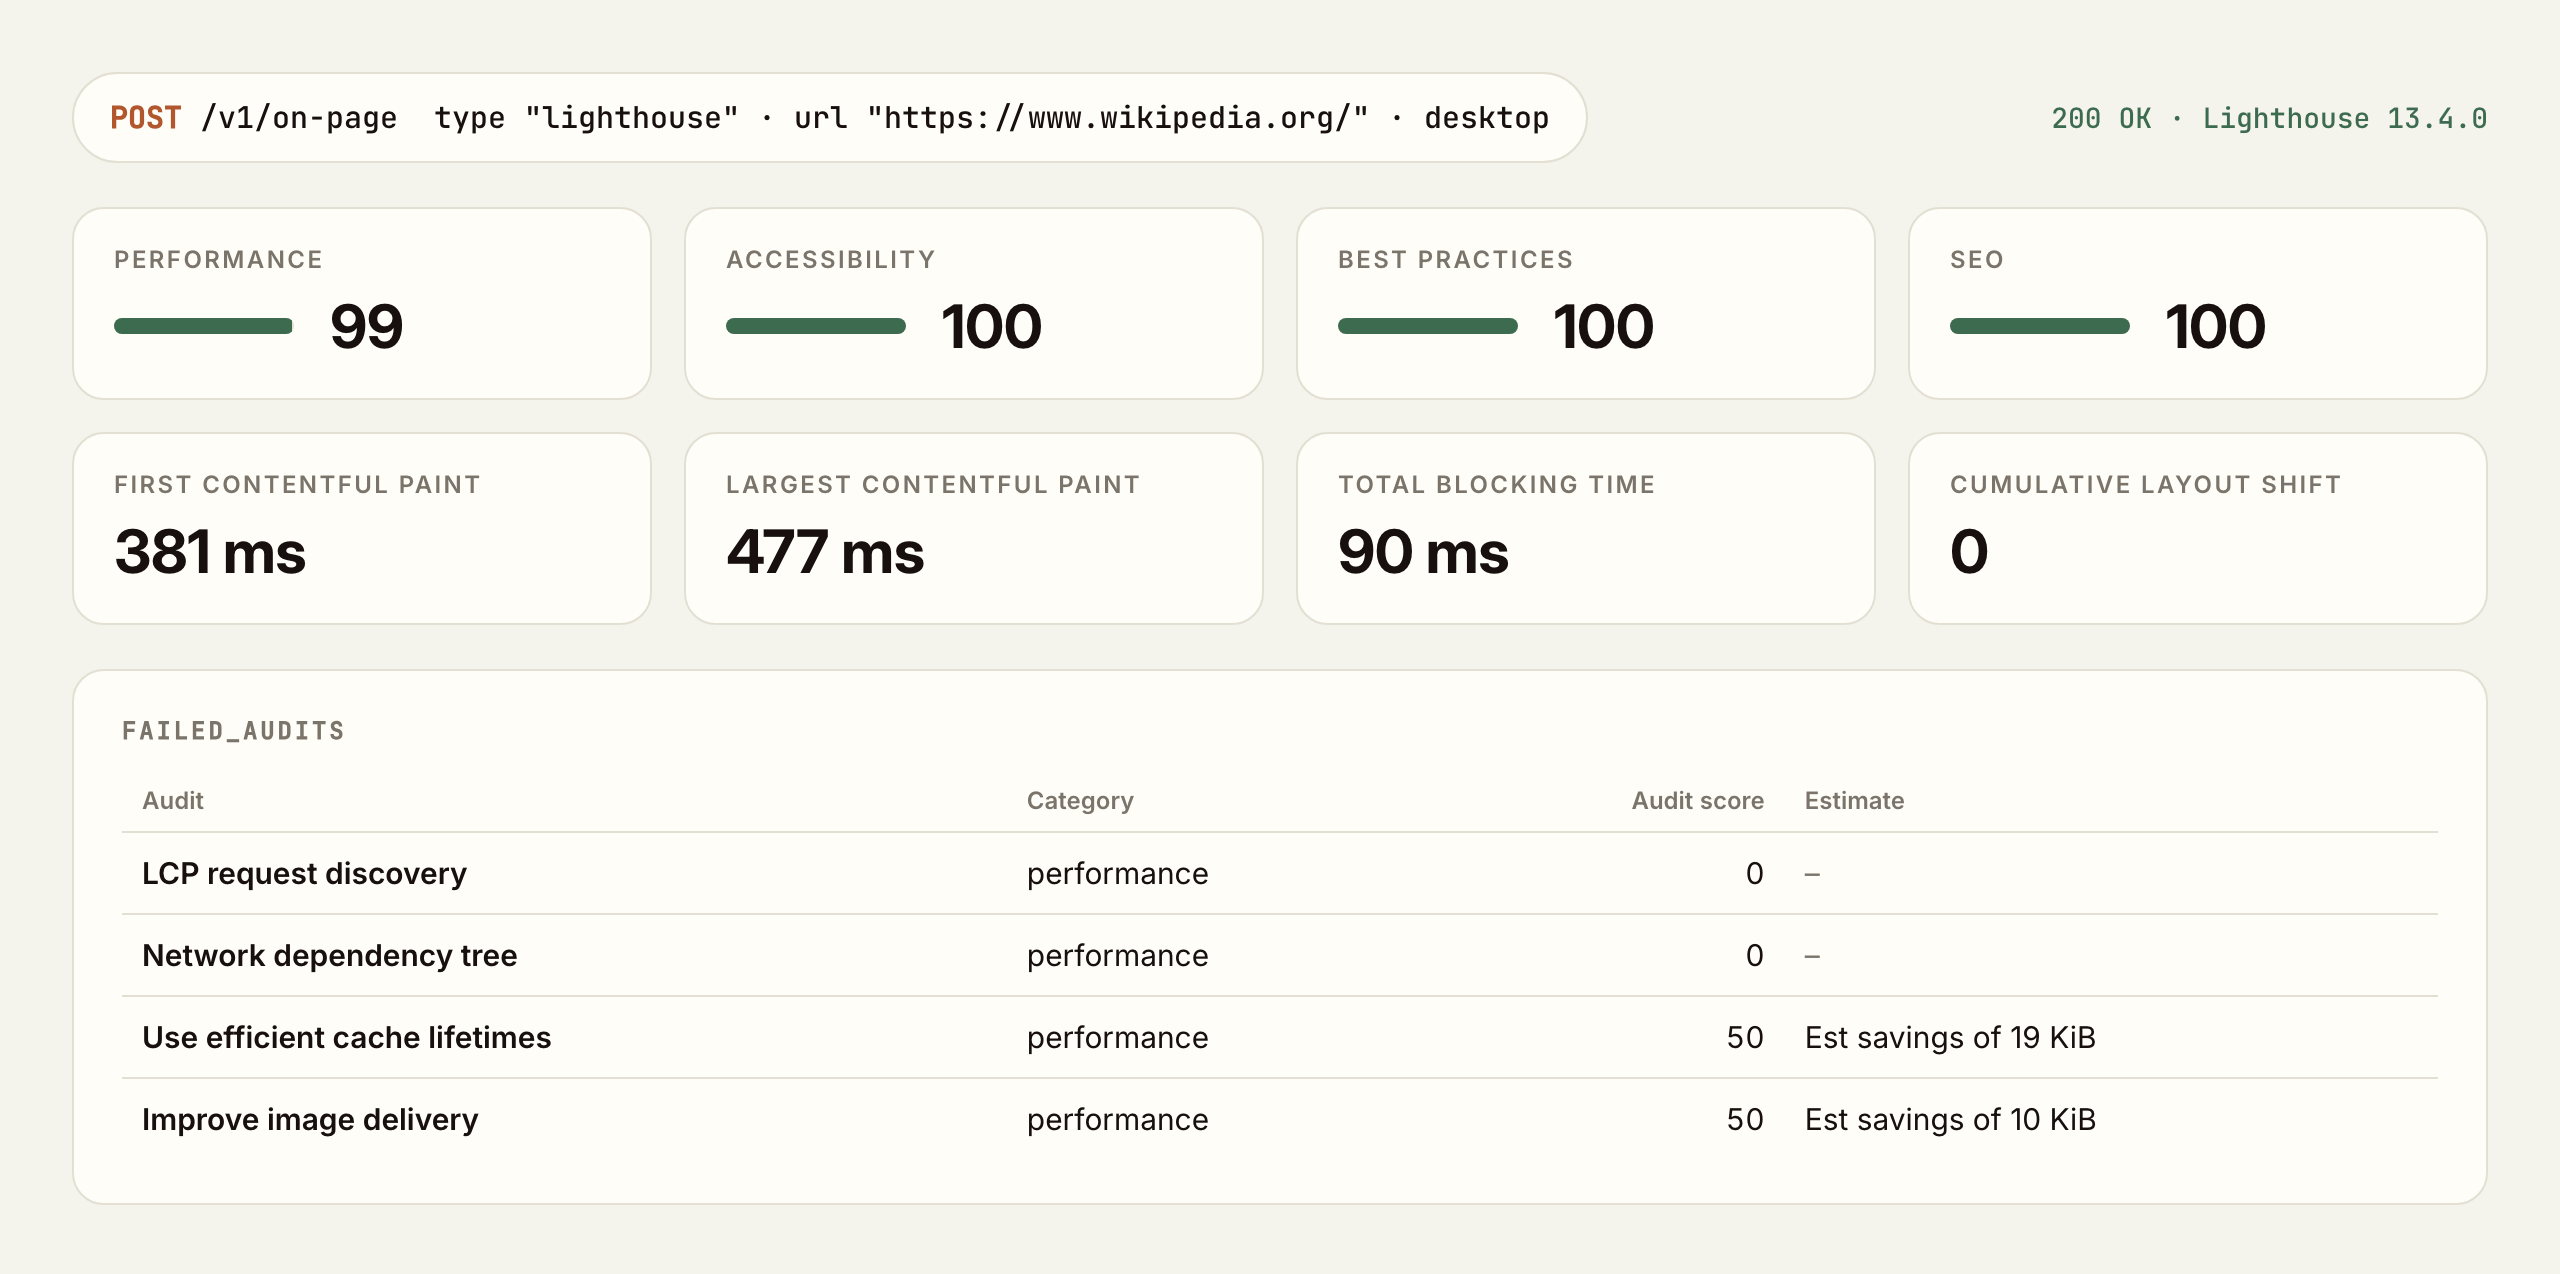 POST /v1/on-page type "lighthouse" · url "https://www.wikipedia.org/" · desktop
200 OK · Lighthouse 13.4.0
PERFORMANCE
99
ACCESSIBILITY
100
BEST PRACTICES
100
SEO
100
FIRST CONTENTFUL PAINT
381 ms
LARGEST CONTENTFUL PAINT
477 ms
TOTAL BLOCKING TIME
90 ms
CUMULATIVE LAYOUT SHIFT
0
FAILED_AUDITS
Audit Category Audit score Estimate
LCP request discovery performance 0 –
Network dependency tree performance 0 –
Use efficient cache lifetimes performance 50 Est savings of 19 KiB
Improve image delivery performance 50 Est savings of 10 KiB